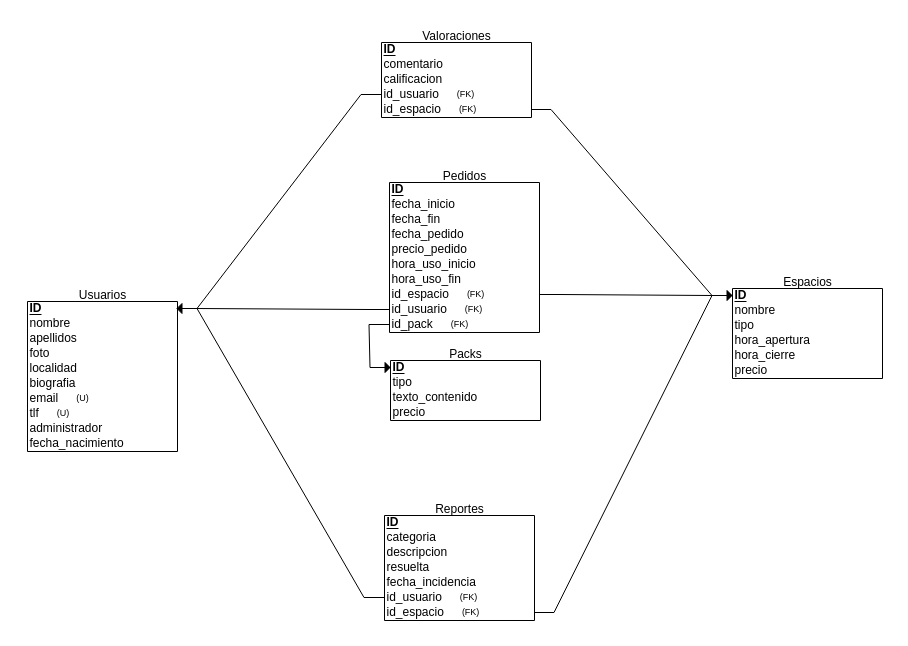 Valoraciones
ID
comentario
calificacion
id_usuario (FK)
id_espacio (FK)
Pedidos
ID
fecha_inicio
fecha_fin
fecha_pedido
precio_pedido
hora_uso_inicio
hora_uso_fin
id_espacio (FK)
id_usuario (FK)
id_pack (FK)
Usuarios
ID
nombre
apellidos
foto
localidad
biografia
email (U)
tlf (U)
administrador
fecha_nacimiento
Espacios
ID
nombre
tipo
hora_apertura
hora_cierre
precio
Packs
ID
tipo
texto_contenido
precio
Reportes
ID
categoria
descripcion
resuelta
fecha_incidencia
id_usuario (FK)
id_espacio (FK)